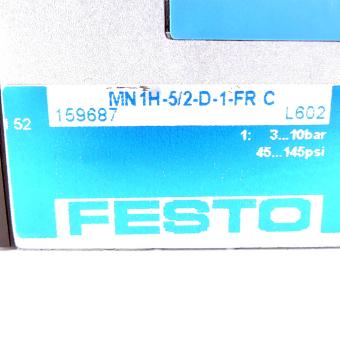 MN1H-5/2-D-1-FR C
159687 L602
52
1: 3...10bar
45...145psi
FESTO